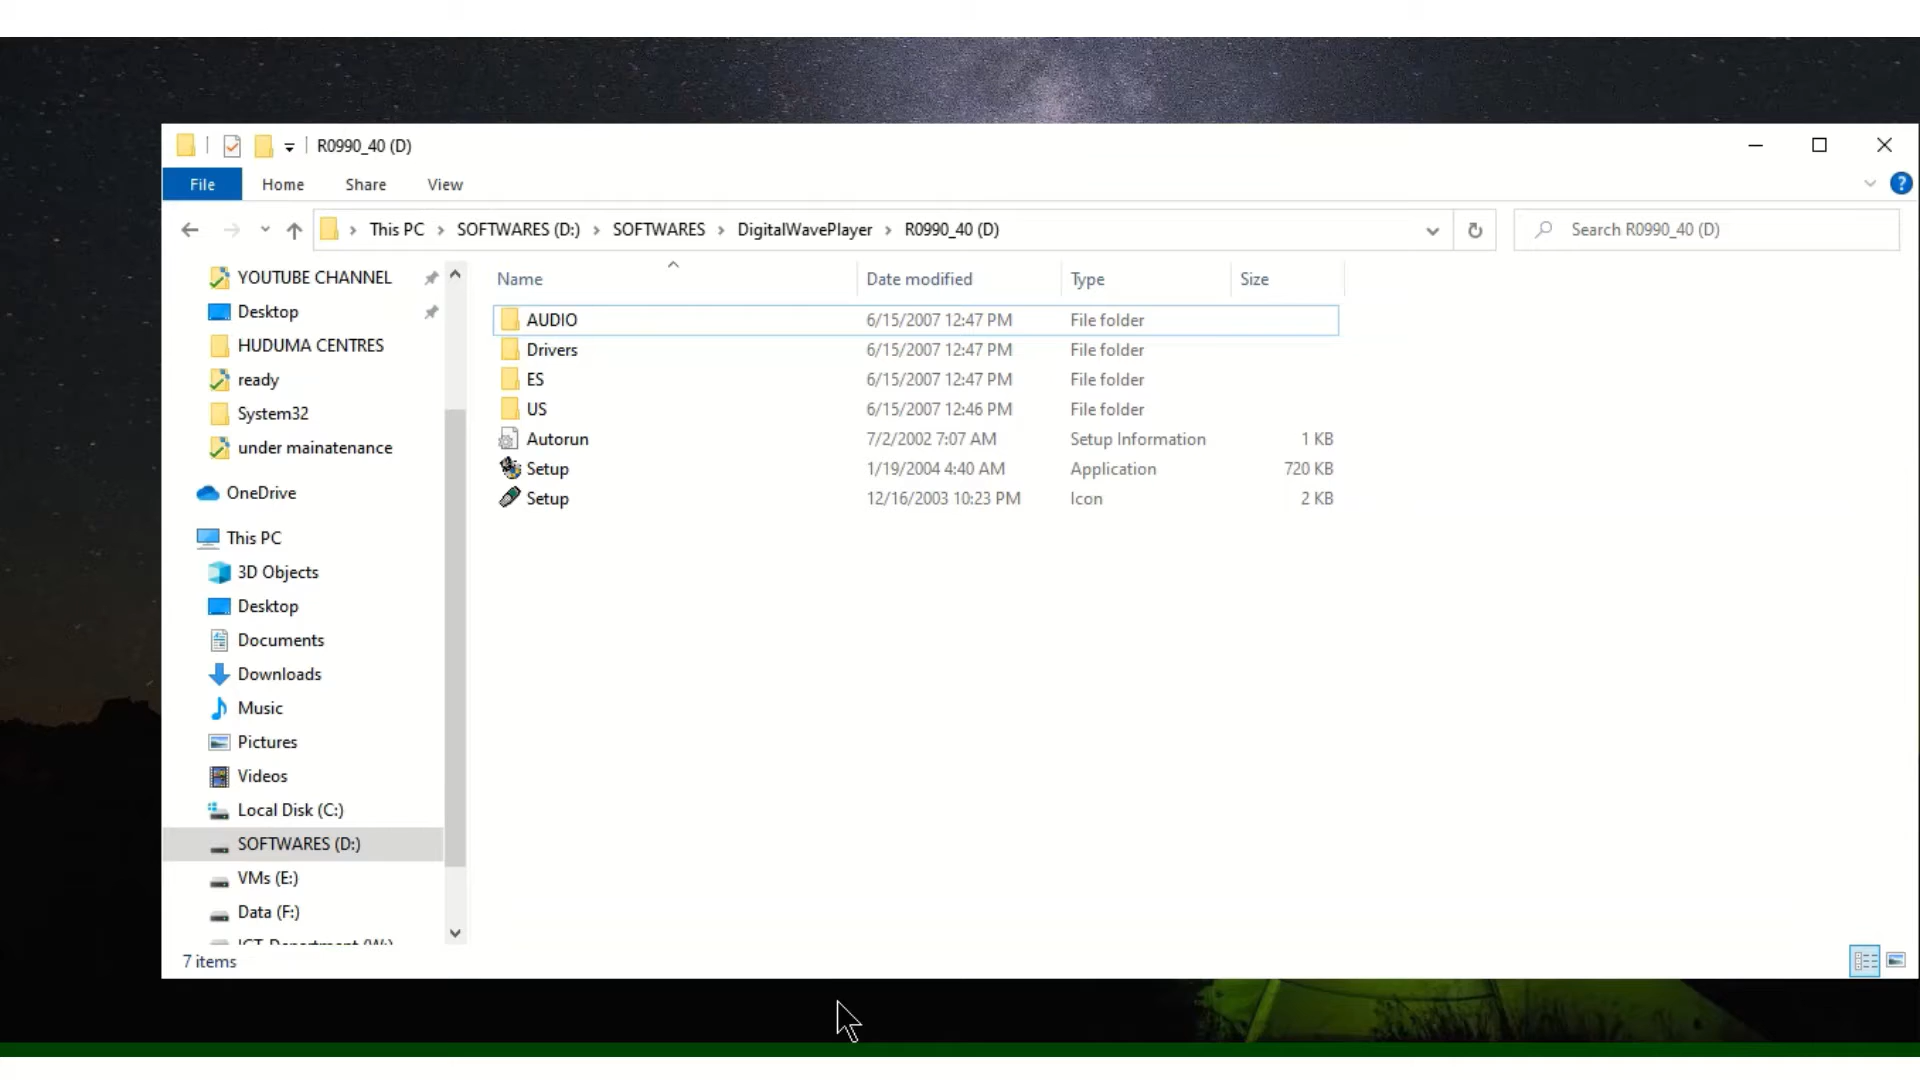 R0990_40 (D)
File Home Share View
?
This PC SOFTWARES (D:) SOFTWARES DigitalWavePlayer R0990_40 (D)
Search R0990_40 (D)
Name Date modified Type Size
YOUTUBE CHANNEL
Desktop
HUDUMA CENTRES
ready
System32
under mainatenance
OneDrive
This PC
3D Objects
Desktop
Documents
Downloads
Music
Pictures
Videos
Local Disk (C:)
SOFTWARES (D:)
VMs (E:)
Data (F:)
ICT-Department (W:)
AUDIO 6/15/2007 12:47 PM File folder
Drivers 6/15/2007 12:47 PM File folder
ES 6/15/2007 12:47 PM File folder
US 6/15/2007 12:46 PM File folder
Autorun 7/2/2002 7:07 AM Setup Information 1 KB
Setup 1/19/2004 4:40 AM Application 720 KB
Setup 12/16/2003 10:23 PM Icon 2 KB
7 items